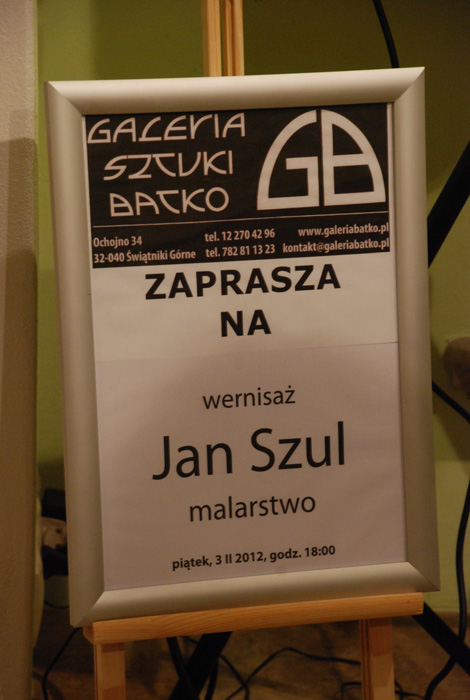 GALERIA
SZTUKI
BATKO
GB
Ochojno 34 tel. 12 270 42 96 www.galeriabatko.pl
32-040 Świątniki Górne tel. 782 81 13 23 kontakt@galeriabatko.pl
ZAPRASZA
NA
wernisaż
Jan Szul
malarstwo
piątek, 3 II 2012, godz. 18:00